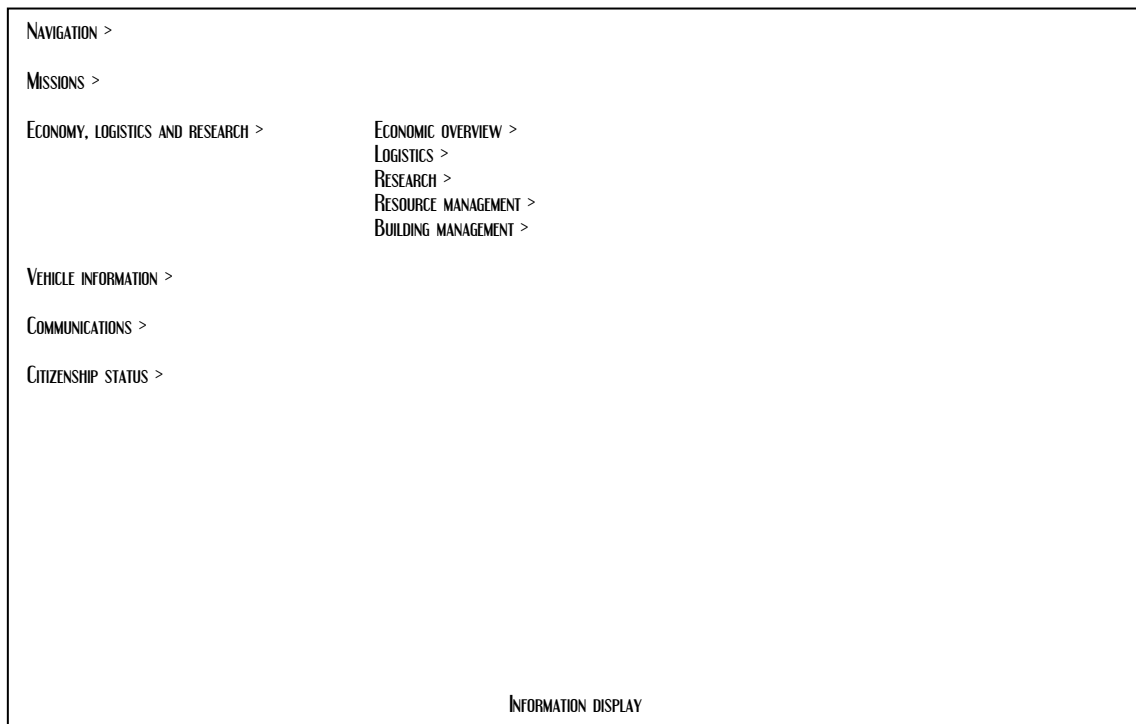 Navigation >
Missions >
Economy, logistics and research >
Economic overview >
Logistics >
Research >
Resource management >
Building management >
Vehicle information >
Communications >
Citizenship status >
Information display